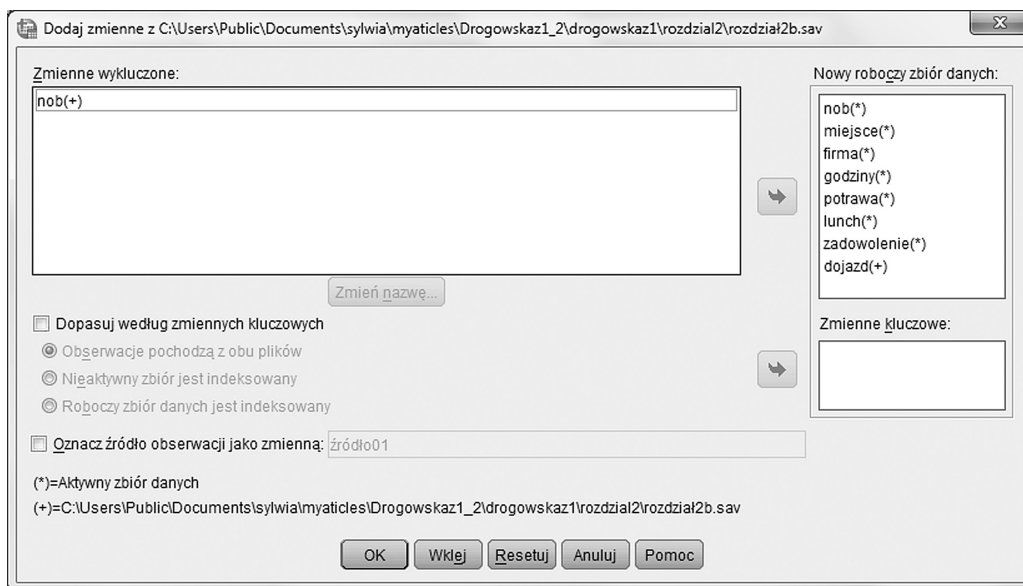 Dodaj zmienne z C:\Users\Public\Documents\sylwia\myaticles\Drogowskaz1_2\drogowskaz1\rozdzial2\rozdział2b.sav
Zmienne wykluczone:
nob(+)
Zmień nazwę...
Nowy roboczy zbiór danych:
nob(*)
miejsce(*)
firma(*)
godziny(*)
potrawa(*)
lunch(*)
zadowolenie(*)
dojazd(+)
Dopasuj według zmiennych kluczowych
Obserwacje pochodzą z obu plików
Nieaktywny zbiór jest indeksowany
Roboczy zbiór danych jest indeksowany
Zmienne kluczowe:
Oznacz źródło obserwacji jako zmienną: źródło01
(*)=Aktywny zbiór danych
(+)=C:\Users\Public\Documents\sylwia\myaticles\Drogowskaz1_2\drogowskaz1\rozdzial2\rozdział2b.sav
OK Wklej Resetuj Anuluj Pomoc